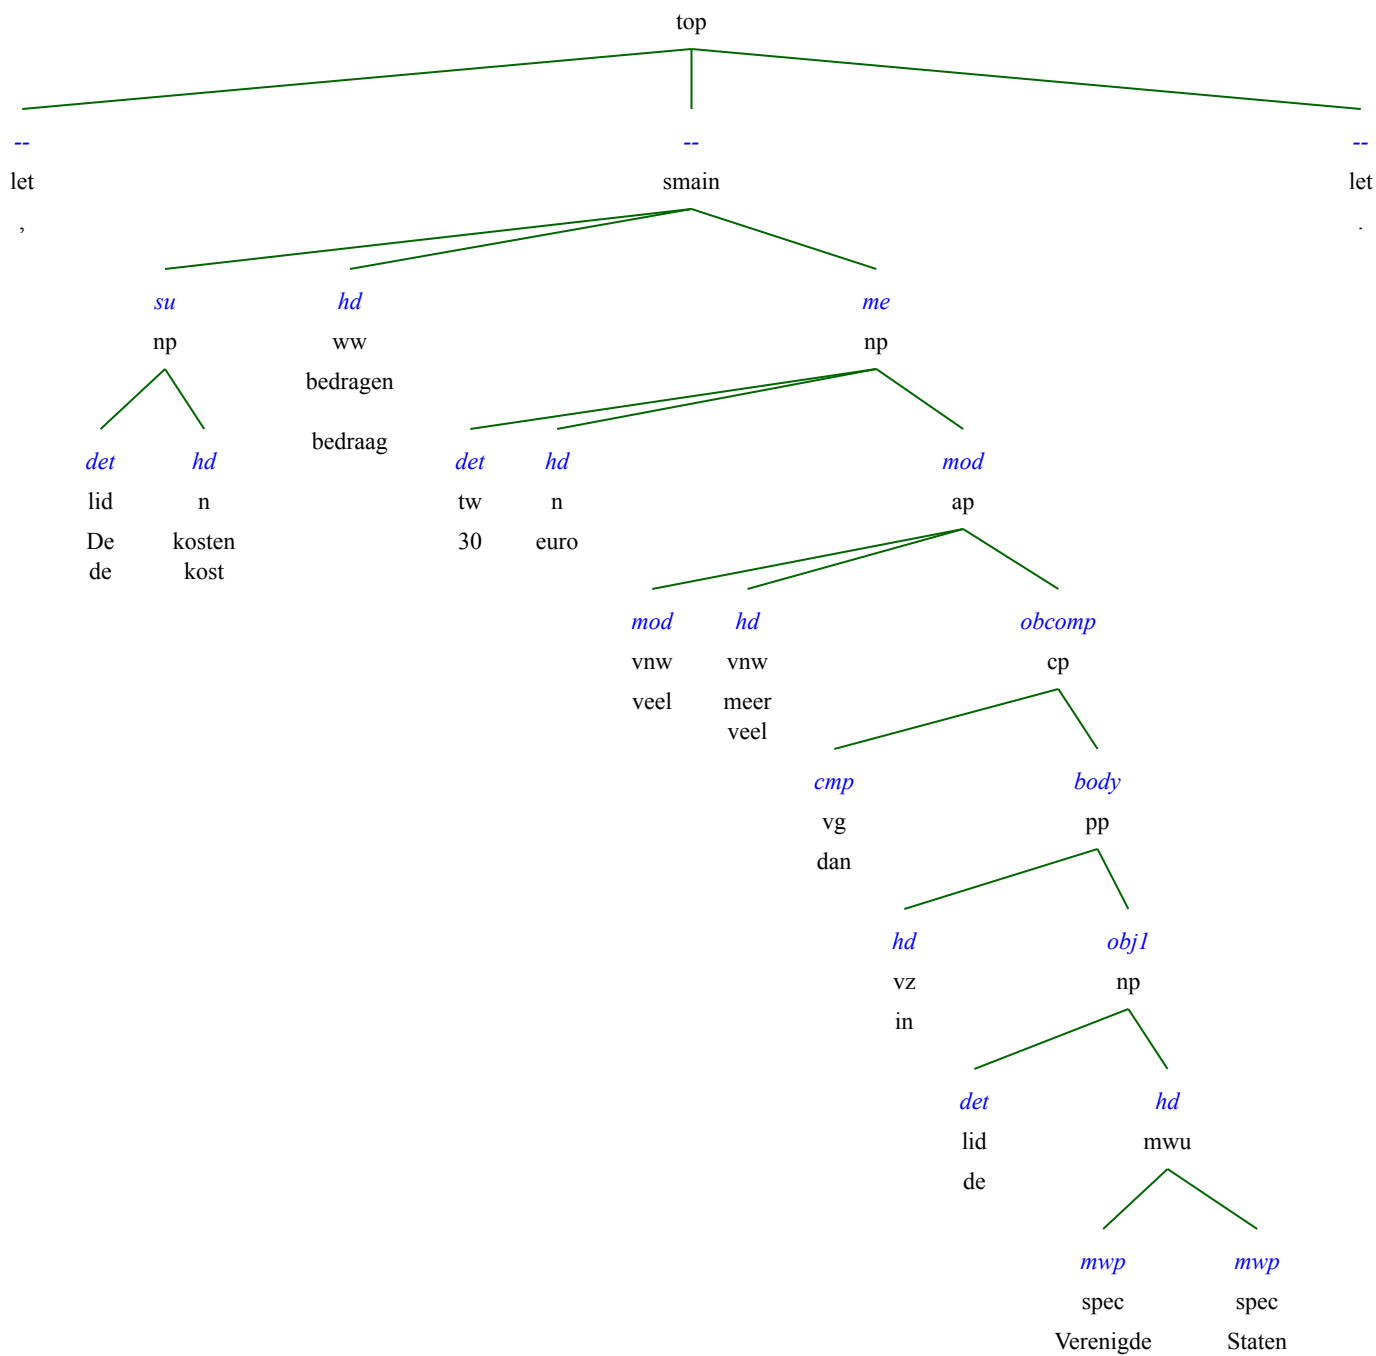 top
-- -- --
let smain let
, .
su hd me
np ww np
bedragen
bedraag
det hd det hd mod
lid n tw n ap
De kosten 30 euro
de kost
mod hd obcomp
vnw vnw cp
veel meer
veel
cmp body
vg pp
dan
hd obj1
vz np
in
det hd
lid mwu
de
mwp mwp
spec spec
Verenigde Staten